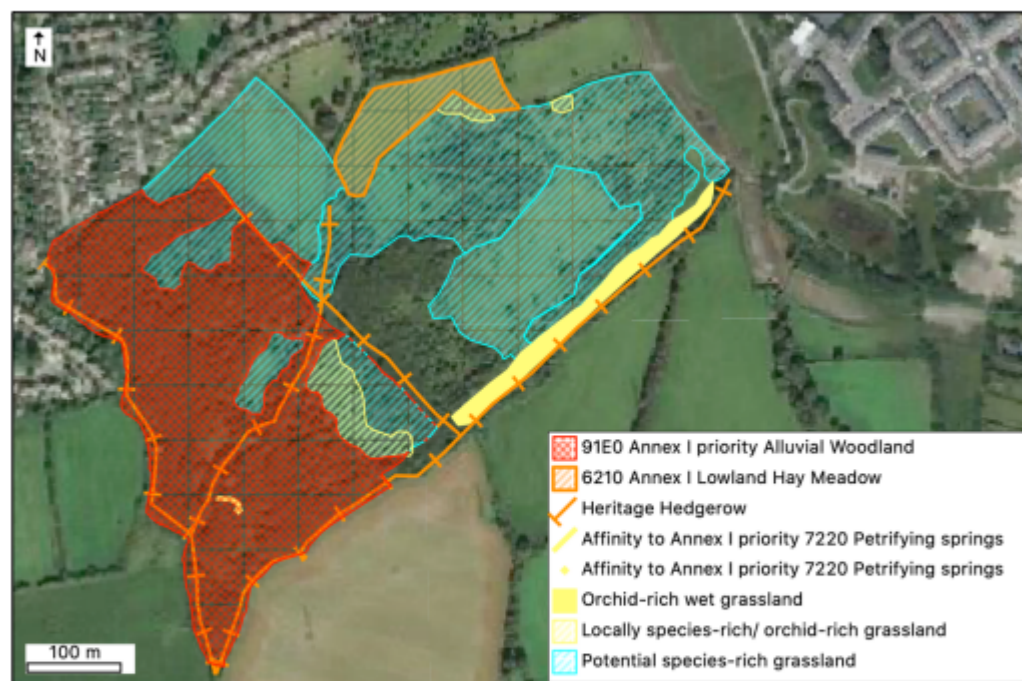 N
91E0 Annex I priority Alluvial Woodland
6210 Annex I Lowland Hay Meadow
Heritage Hedgerow
Affinity to Annex I priority 7220 Petrifying springs
Affinity to Annex I priority 7220 Petrifying springs
Orchid-rich wet grassland
Locally species-rich/ orchid-rich grassland
Potential species-rich grassland
100 m